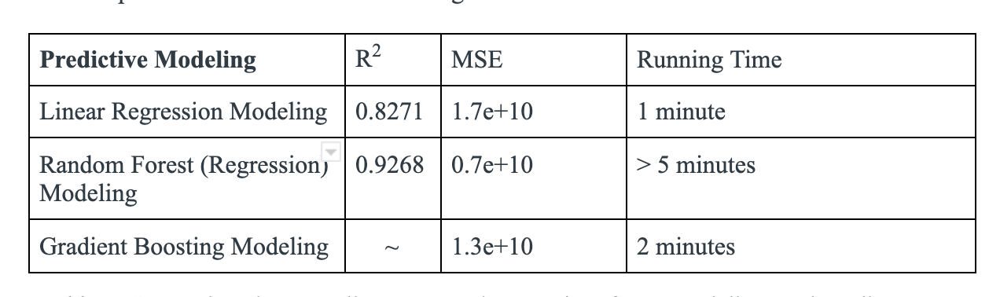 Predictive Modeling R² MSE Running Time
Linear Regression Modeling 0.8271 1.7e+10 1 minute
Random Forest (Regression) 0.9268 0.7e+10 > 5 minutes
Modeling
Gradient Boosting Modeling ~ 1.3e+10 2 minutes